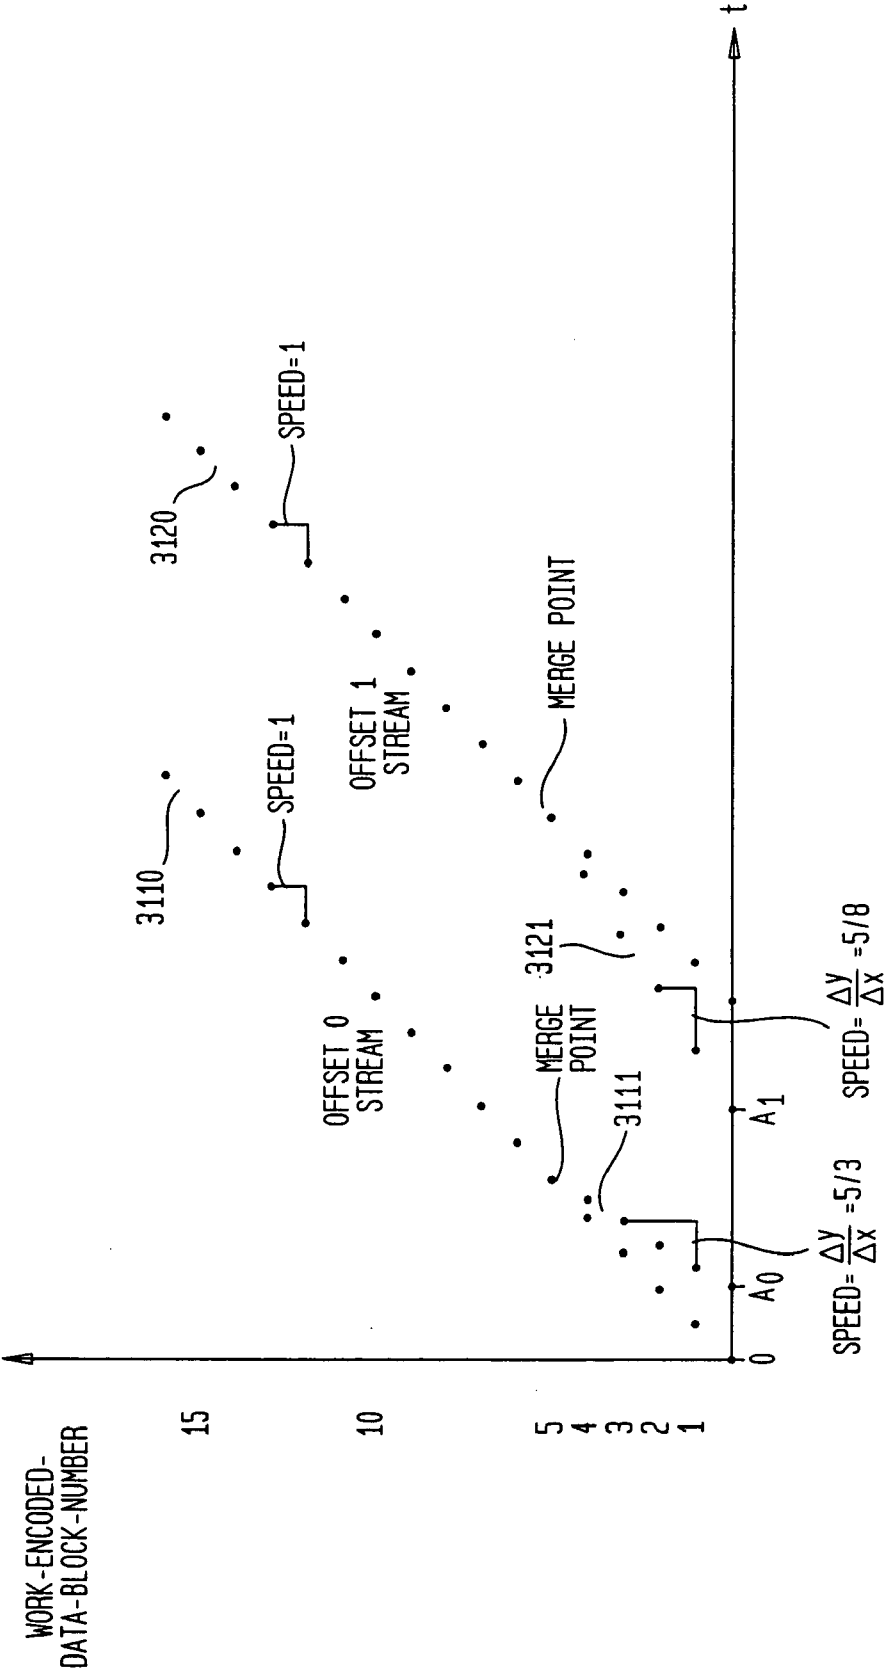 WORK-ENCODED-
DATA-BLOCK-NUMBER
15
10
5
4
3
2
1
0
A0
A1
t
3110
SPEED=1
3120
SPEED=1
OFFSET 0
STREAM
OFFSET 1
STREAM
MERGE
POINT
3111
3121
MERGE POINT
SPEED= Δy/Δx =5/3
SPEED= Δy/Δx =5/8